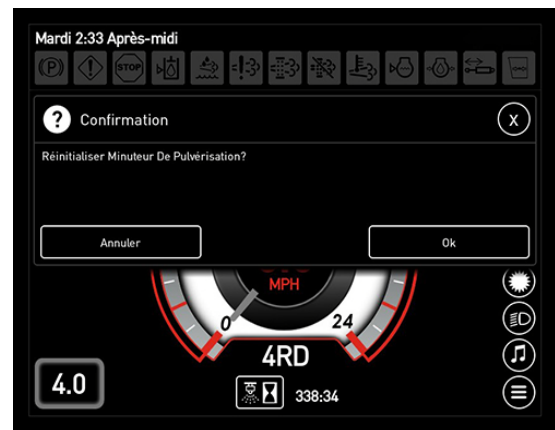 Mardi 2:33 Après-midi
(P)
STOP
? Confirmation
X
Réinitialiser Minuteur De Pulvérisation?
Annuler
Ok
MPH
0
24
4RD
4.0
338:34